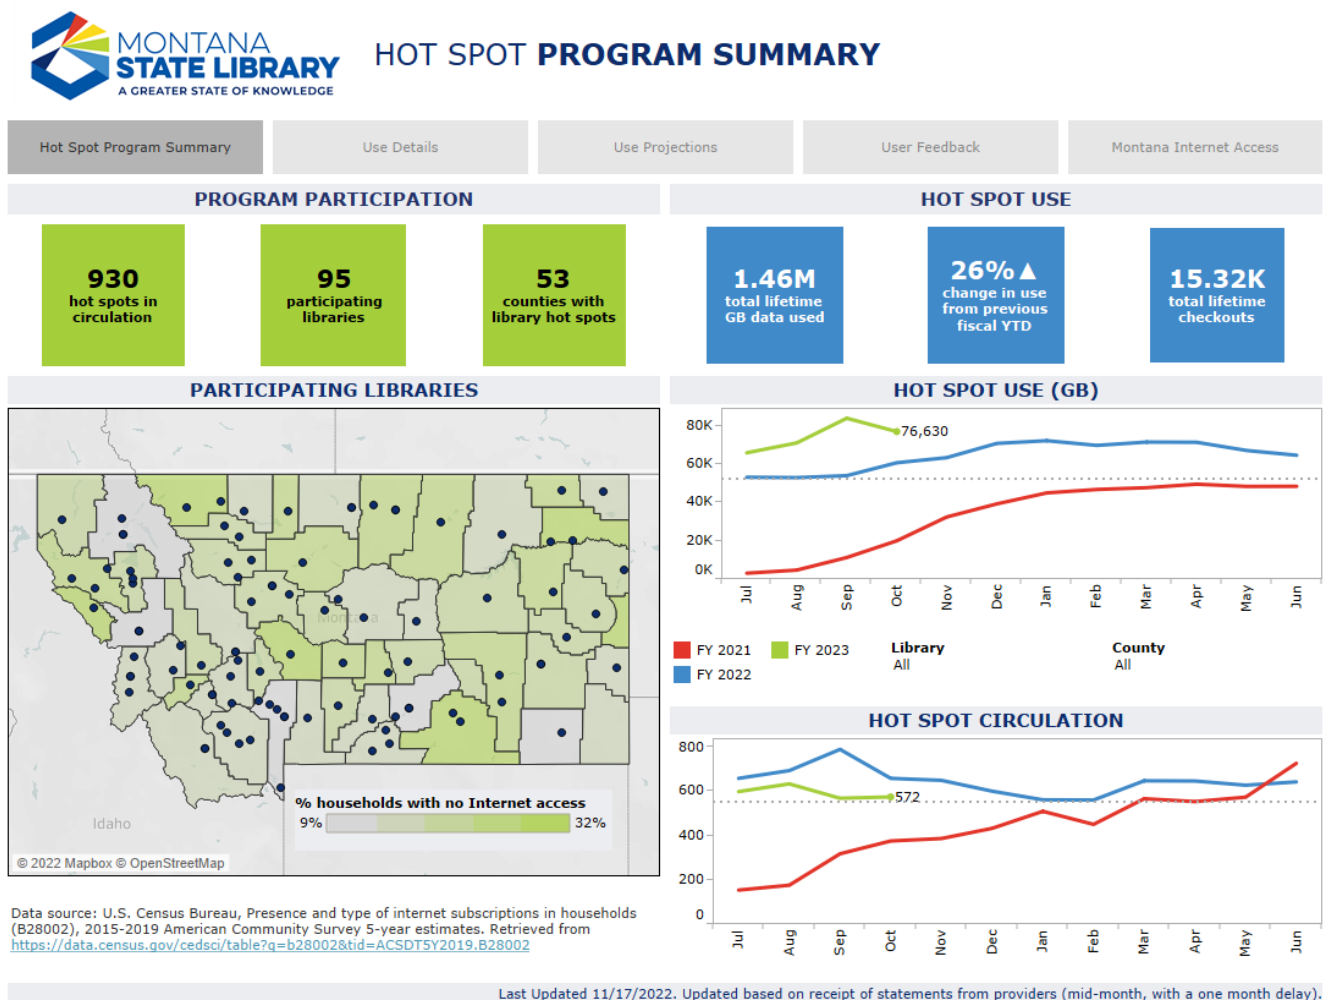 MONTANA
STATE LIBRARY
A GREATER STATE OF KNOWLEDGE
HOT SPOT PROGRAM SUMMARY
Hot Spot Program Summary
Use Details
Use Projections
User Feedback
Montana Internet Access
PROGRAM PARTICIPATION
930
hot spots in
circulation
95
participating
libraries
53
counties with
library hot spots
HOT SPOT USE
1.46M
total lifetime
GB data used
26%▲
change in use
from previous
fiscal YTD
15.32K
total lifetime
checkouts
PARTICIPATING LIBRARIES
Montana
Idaho
% households with no Internet access
9% 32%
© 2022 Mapbox © OpenStreetMap
Data source: U.S. Census Bureau, Presence and type of internet subscriptions in households
(B28002), 2015-2019 American Community Survey 5-year estimates. Retrieved from
https://data.census.gov/cedsci/table?q=b28002&tid=ACSDT5Y2019.B28002
HOT SPOT USE (GB)
80K
60K
40K
20K
0K
76,630
Jul Aug Sep Oct Nov Dec Jan Feb Mar Apr May Jun
FY 2021
FY 2023
FY 2022
Library
All
County
All
HOT SPOT CIRCULATION
800
600
400
200
0
572
Jul Aug Sep Oct Nov Dec Jan Feb Mar Apr May Jun
Last Updated 11/17/2022. Updated based on receipt of statements from providers (mid-month, with a one month delay).